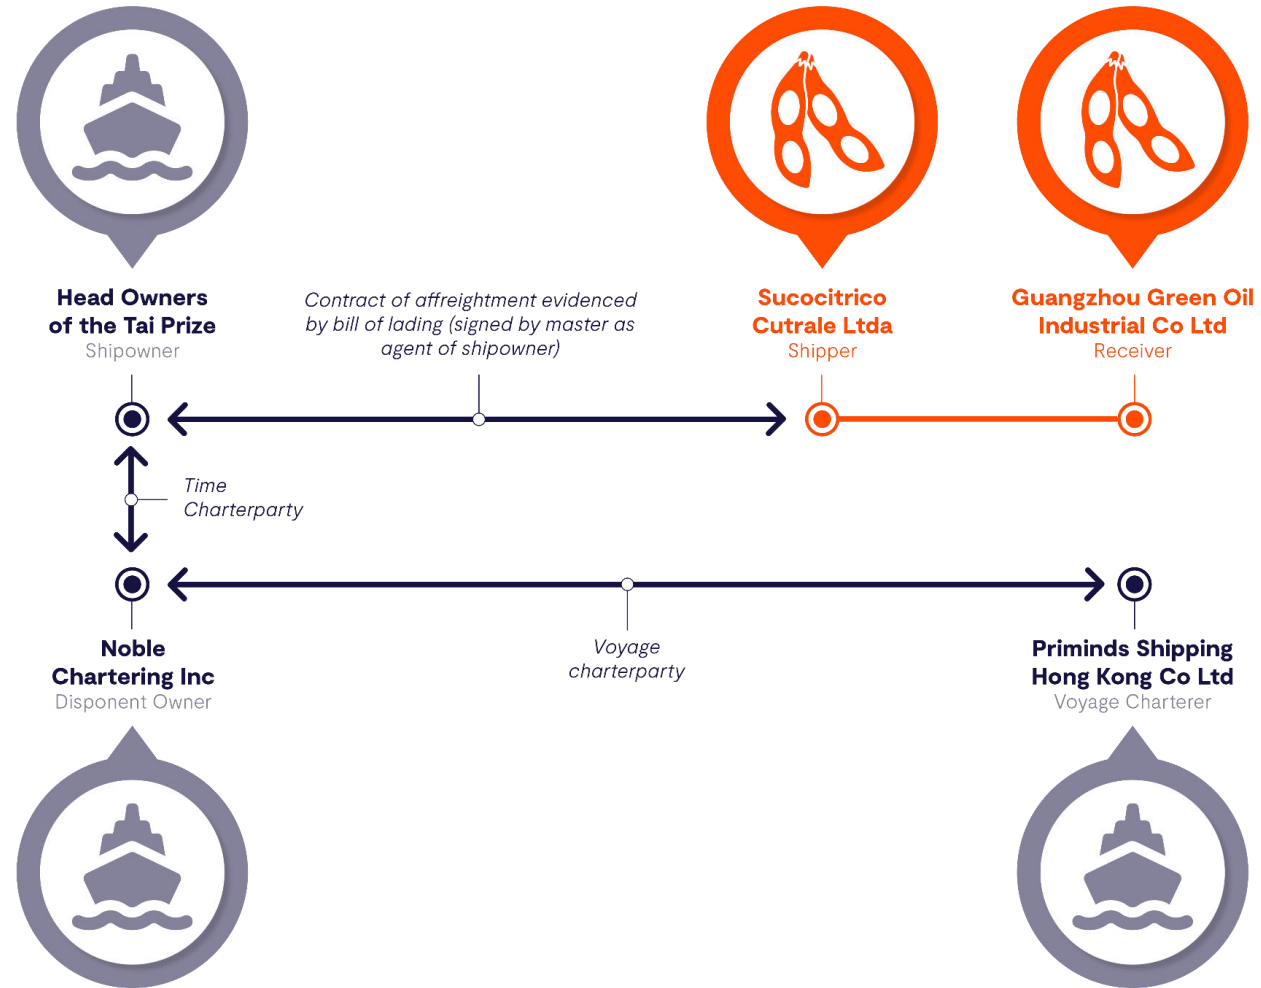 Head Owners
of the Tai Prize
Shipowner
Contract of affreightment evidenced
by bill of lading (signed by master as
agent of shipowner)
Sucocitrico
Cutrale Ltda
Shipper
Guangzhou Green Oil
Industrial Co Ltd
Receiver
Time
Charterparty
Noble
Chartering Inc
Disponent Owner
Voyage
charterparty
Priminds Shipping
Hong Kong Co Ltd
Voyage Charterer